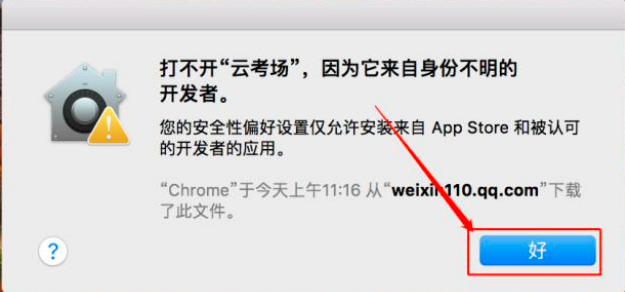 打不开“云考场”，因为它来自身份不明的
开发者。
您的安全性偏好设置仅允许安装来自 App Store 和被认可
的开发者的应用。
“Chrome”于今天上午11:16 从“weixin110.qq.com”下载
了此文件。
?
好